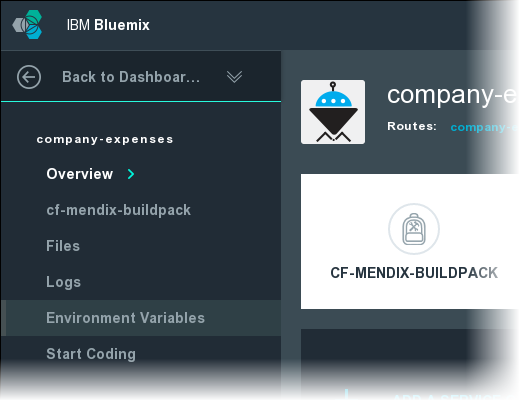 IBM Bluemix
Back to Dashboar...
company-expenses
Overview
cf-mendix-buildpack
Files
Logs
Environment Variables
Start Coding
company-e
Routes: company-
CF-MENDIX-BUILDPACK